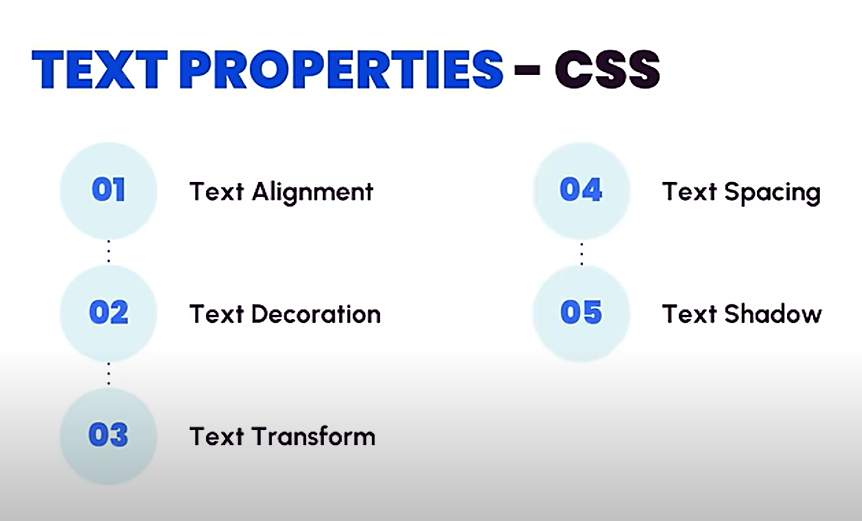 TEXT PROPERTIES – CSS
01 Text Alignment
02 Text Decoration
03 Text Transform
04 Text Spacing
05 Text Shadow